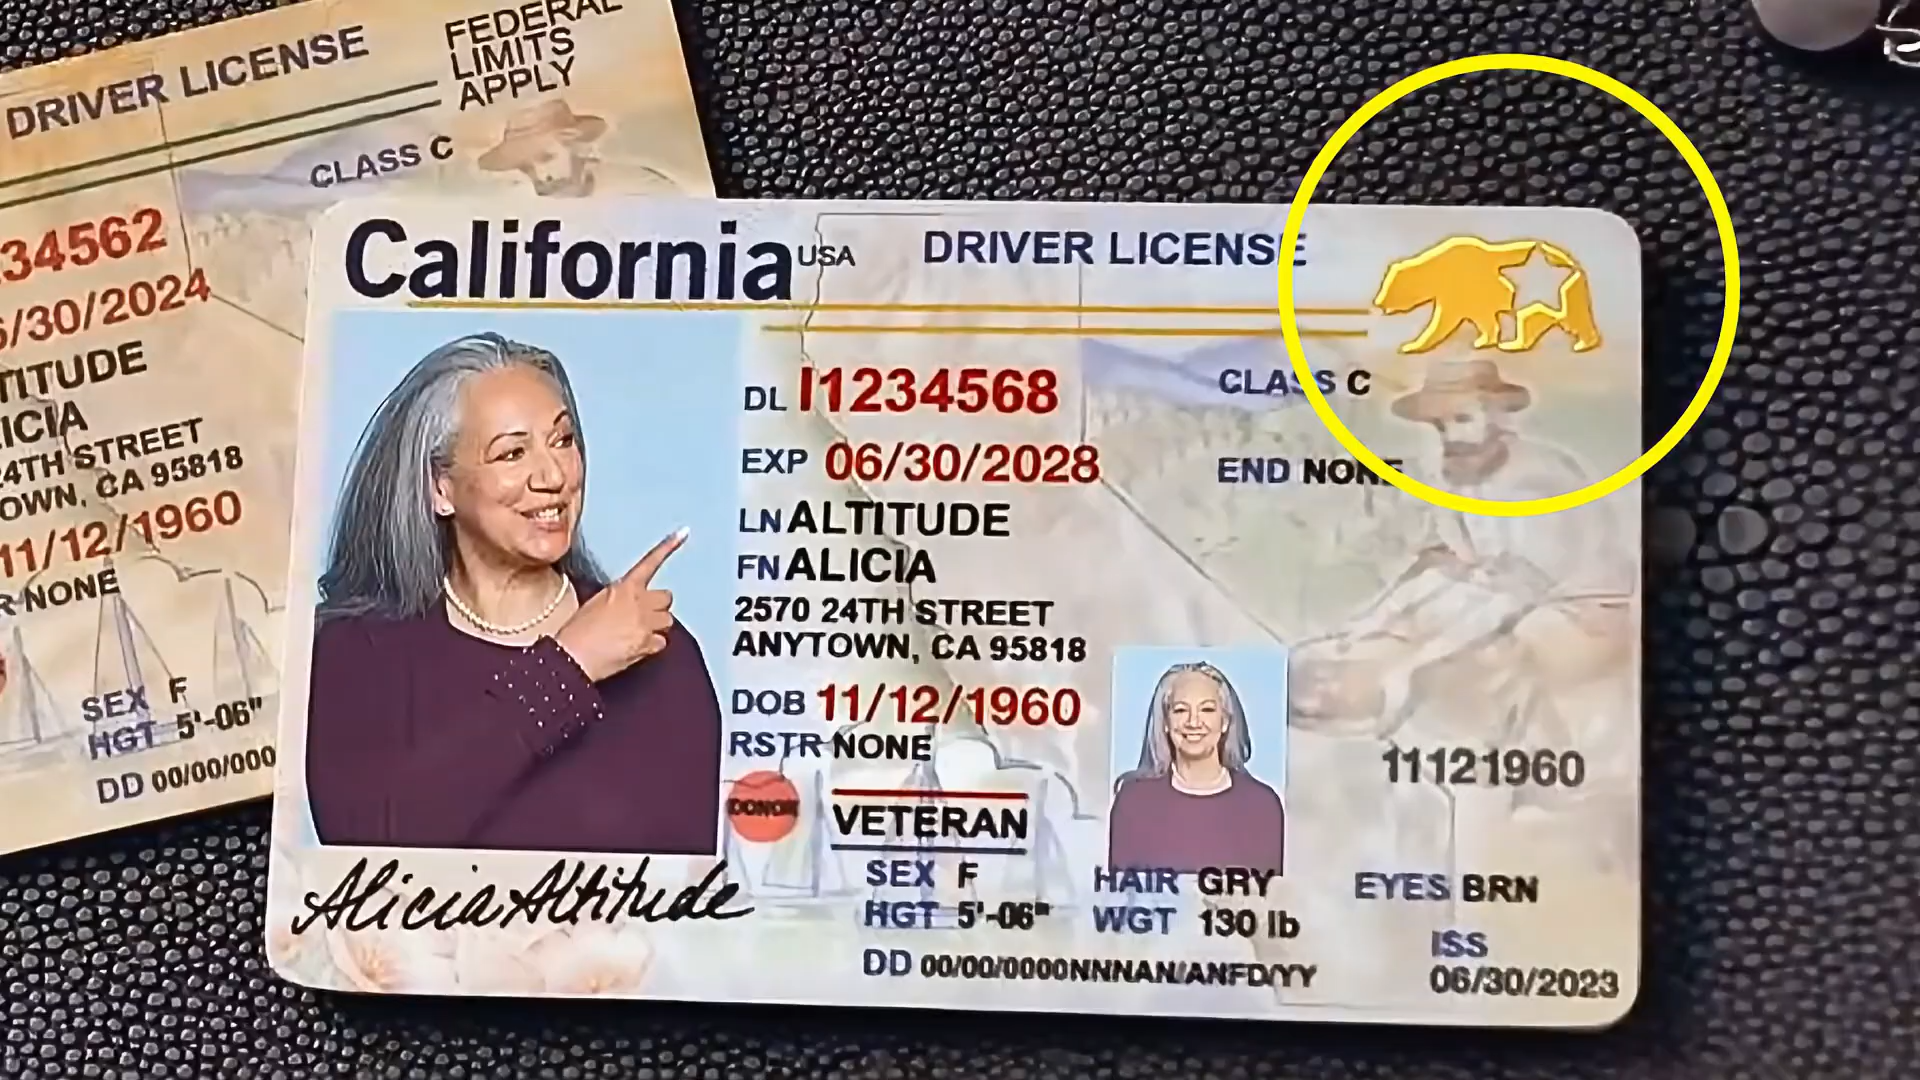 DRIVER LICENSE
FEDERAL
LIMITS
APPLY
CLASS C
34562
/30/2024
TITUDE
ICIA
24TH STREET
OWN, CA 95818
11/12/1960
R NONE
SEX F
HGT 5'-06"
DD 00/00/000
California USA DRIVER LICENSE
DL I1234568
CLASS C
EXP 06/30/2028
END NONE
LN ALTITUDE
FN ALICIA
2570 24TH STREET
ANYTOWN, CA 95818
DOB 11/12/1960
RSTR NONE
11121960
DONOR
VETERAN
SEX F HAIR GRY EYES BRN
HGT 5'-06" WGT 130 lb
ISS
DD 00/00/0000NNNAN/ANFD/YY
06/30/2023
Alicia Altitude